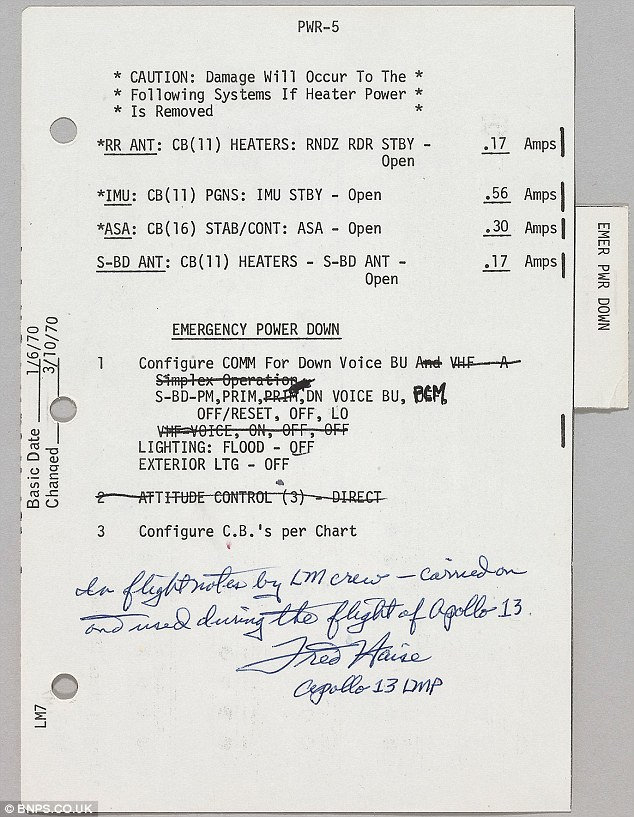 PWR-5
* CAUTION: Damage Will Occur To The *
* Following Systems If Heater Power *
* Is Removed *
*RR ANT: CB(11) HEATERS: RNDZ RDR STBY - .17 Amps
Open
*IMU: CB(11) PGNS: IMU STBY - Open .56 Amps
*ASA: CB(16) STAB/CONT: ASA - Open .30 Amps
S-BD ANT: CB(11) HEATERS - S-BD ANT - .17 Amps
Open
EMER PWR DOWN
EMERGENCY POWER DOWN
1 Configure COMM For Down Voice BU And VHF A
Simplex Operation
S-BD-PM,PRIM,PRIM,DN VOICE BU, PCM,
OFF/RESET, OFF, LO
VHF-VOICE, ON, OFF, OFF
LIGHTING: FLOOD - OFF
EXTERIOR LTG - OFF
2 ATTITUDE CONTROL (3) - DIRECT
3 Configure C.B.'s per Chart
Basic Date 1/6/70
Changed 3/10/70
In flight notes by LM crew - carried on
and used during the flight of Apollo 13
Fred Haise
Apollo 13 LMP
LM7
© BNPS.CO.UK